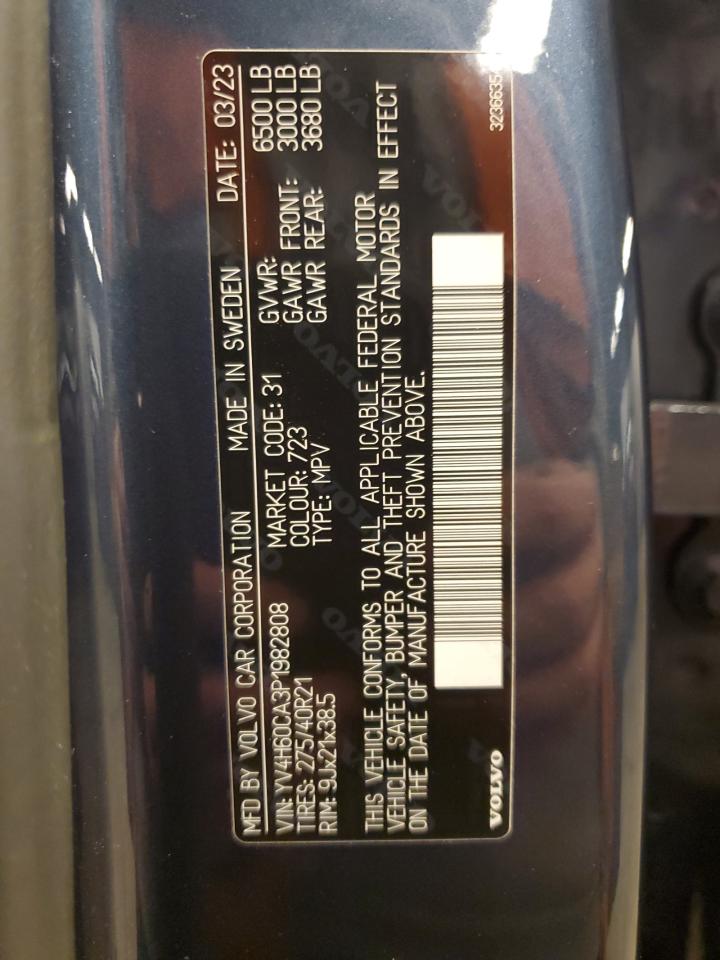 MFD BY VOLVO CAR CORPORATION MADE IN SWEDEN DATE: 03/23
VIN: YV4H60CA3P1982808 MARKET CODE: 31 GVWR: 6500 LB
TIRES: 275/40R21 COLOUR: 723 GAWR FRONT: 3000 LB
RIM: 9Jx21x38.5 TYPE: MPV GAWR REAR: 3680 LB
THIS VEHICLE CONFORMS TO ALL APPLICABLE FEDERAL MOTOR
VEHICLE SAFETY, BUMPER AND THEFT PREVENTION STANDARDS IN EFFECT
ON THE DATE OF MANUFACTURE SHOWN ABOVE.
VOLVO 32366354